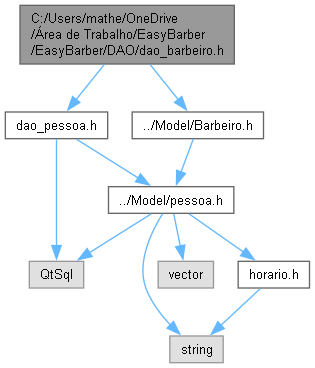 C:/Users/mathe/OneDrive
/Área de Trabalho/EasyBarber
/EasyBarber/DAO/dao_barbeiro.h
dao_pessoa.h
../Model/Barbeiro.h
../Model/pessoa.h
QtSql
vector
horario.h
string